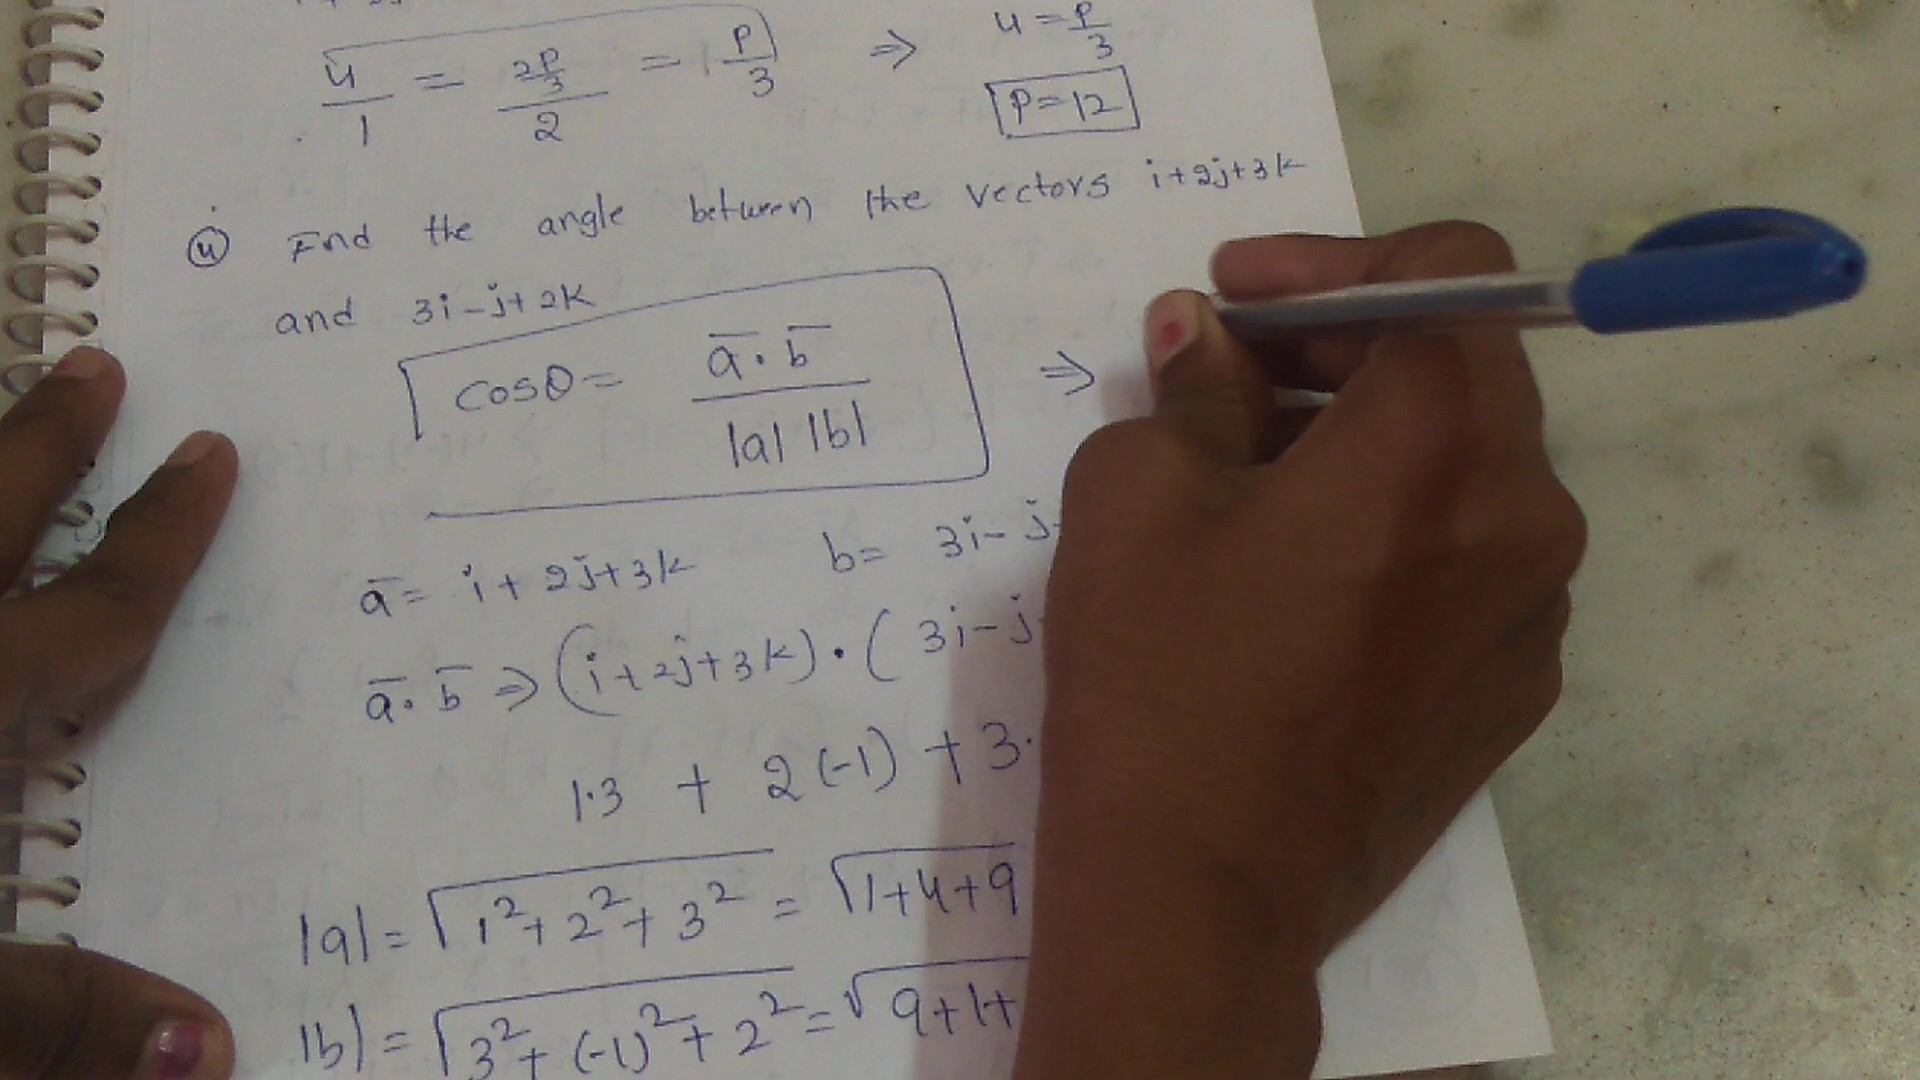 u/1 = 2P/3/2 = P/3 ⇒ u = P/3
P=12
(4) Find the angle between the vectors i+2j+3k
and 3i-j+2k
cosθ = a̅·b̅/|a||b| ⇒
a̅ = i+2j+3k b = 3i-j
a̅·b̅ ⇒ (i+2j+3k)·(3i-j
1·3 + 2(-1) + 3·
|a| = √1²+2²+3² = √1+4+9
|b| = √3²+(-1)²+2² = √9+1+